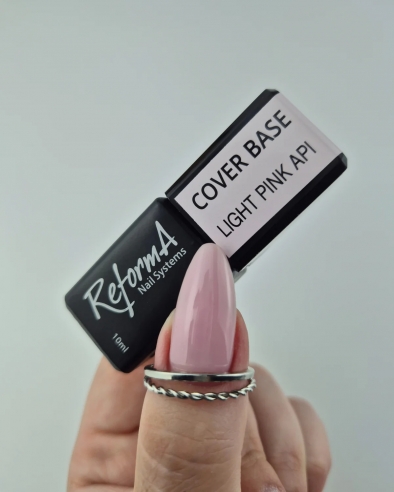 COVER BASE
LIGHT PINK API
ReformA
Nail Systems
10ml